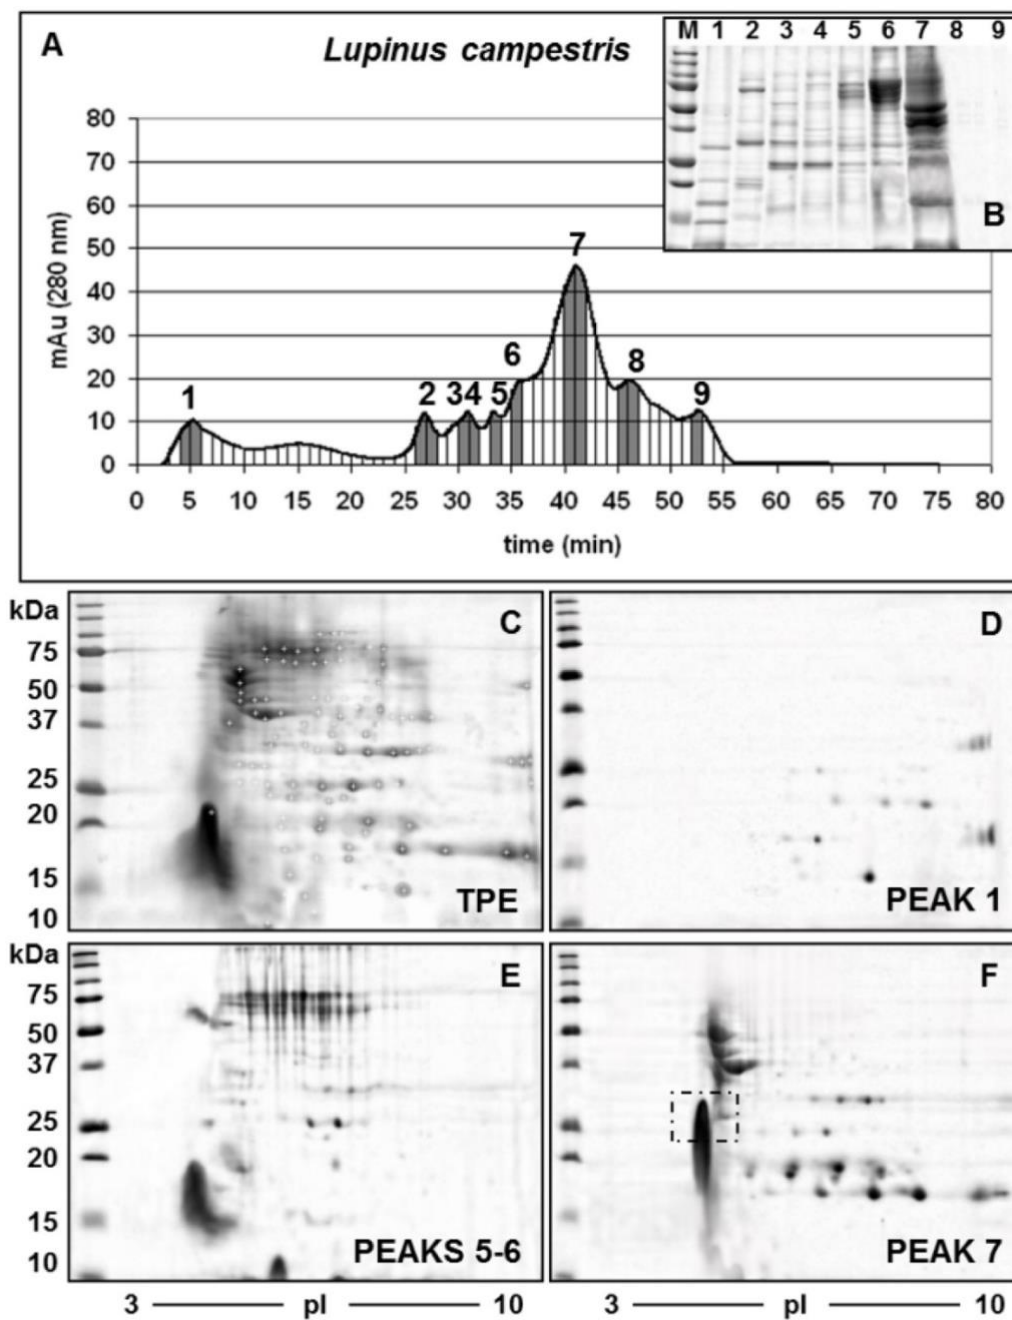 A
Lupinus campestris
M 1 2 3 4 5 6 7 8 9
B
mAu (280 nm)
80
70
60
50
40
30
20
10
0
1
2
3
4
5
6
7
8
9
0 5 10 15 20 25 30 35 40 45 50 55 60 65 70 75 80
time (min)
kDa
75
50
37
25
20
15
10
C
TPE
D
PEAK 1
kDa
75
50
37
25
20
15
10
E
PEAKS 5-6
F
PEAK 7
3 pI 10
3 pI 10